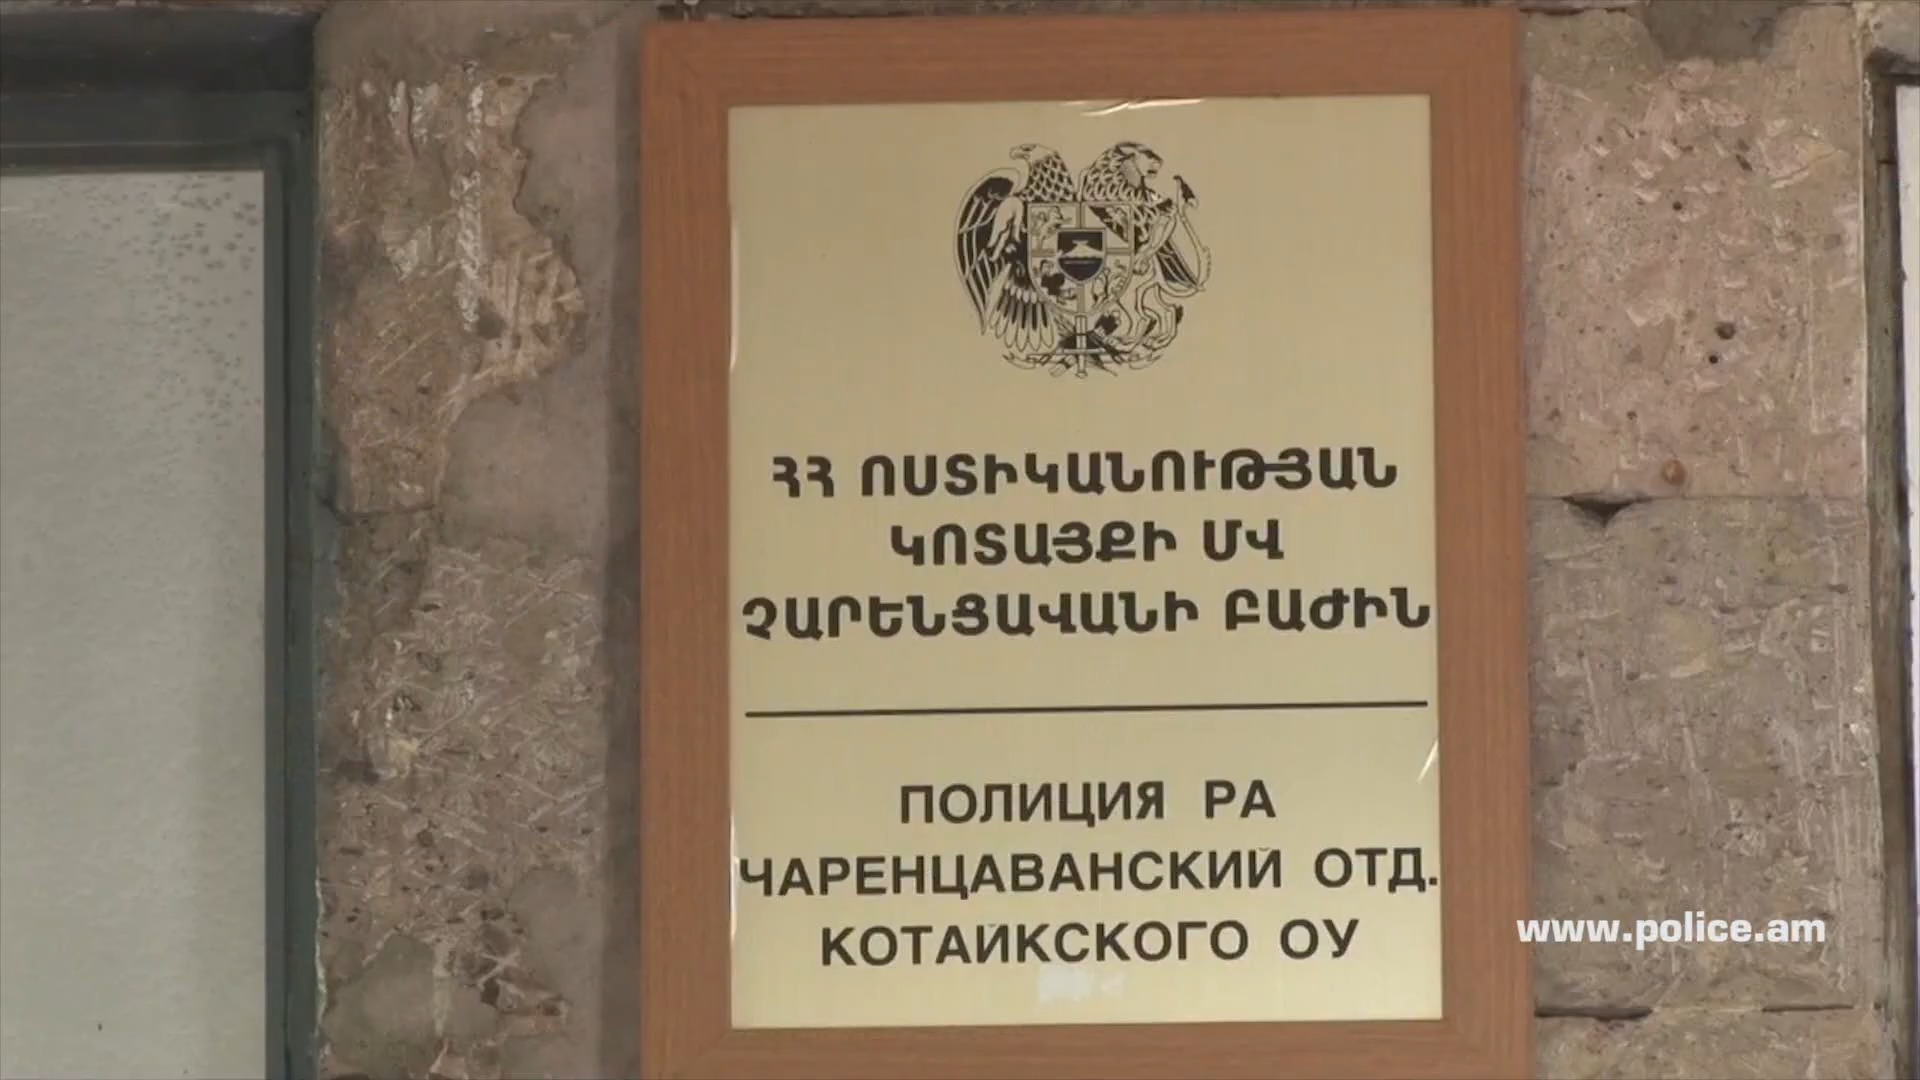 ՀՀ ՈՍՏԻԿԱՆՈՒԹՅԱՆ
ԿՈՏԱՅՔԻ ՄՎ
ՉԱՐԵՆՑԱՎԱՆԻ ԲԱԺԻՆ
ПОЛИЦИЯ РА
ЧАРЕНЦАВАНСКИЙ ОТД.
КОТАЙКСКОГО ОУ
www.police.am